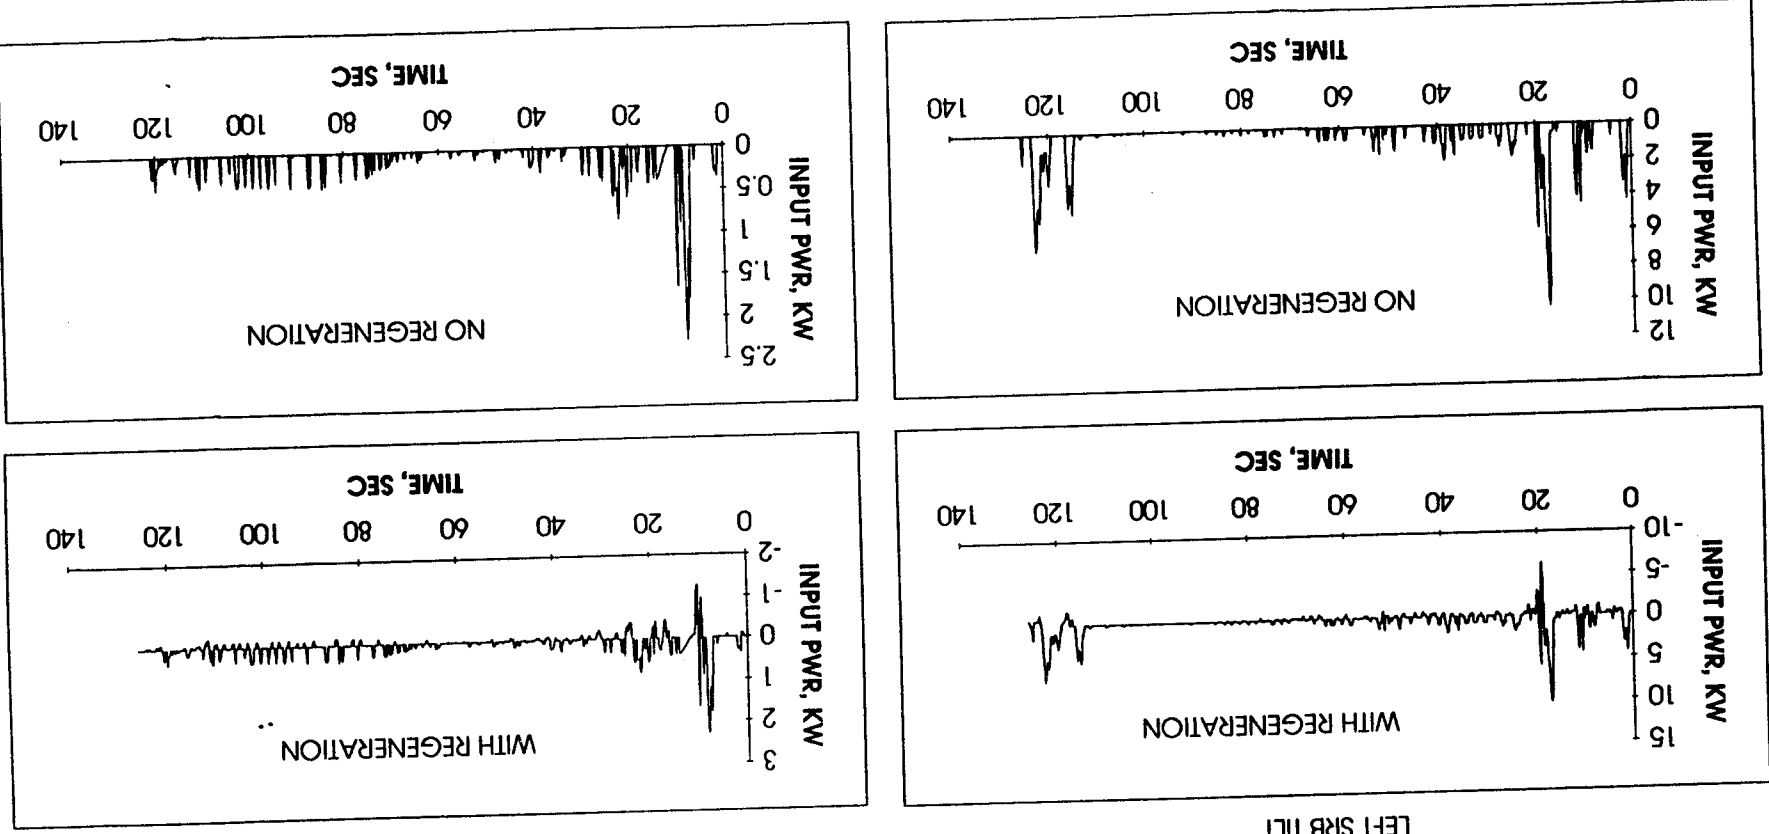 LEFT SRB TILT
WITH REGENERATION
INPUT PWR, KW
15
10
5
0
-5
-10
0 20 40 60 80 100 120 140
TIME, SEC
WITH REGENERATION
INPUT PWR, KW
3
2
1
0
-1
-2
0 20 40 60 80 100 120 140
TIME, SEC
NO REGENERATION
INPUT PWR, KW
12
10
8
6
4
2
0
0 20 40 60 80 100 120 140
TIME, SEC
NO REGENERATION
INPUT PWR, KW
2.5
2
1.5
1
0.5
0
0 20 40 60 80 100 120 140
TIME, SEC